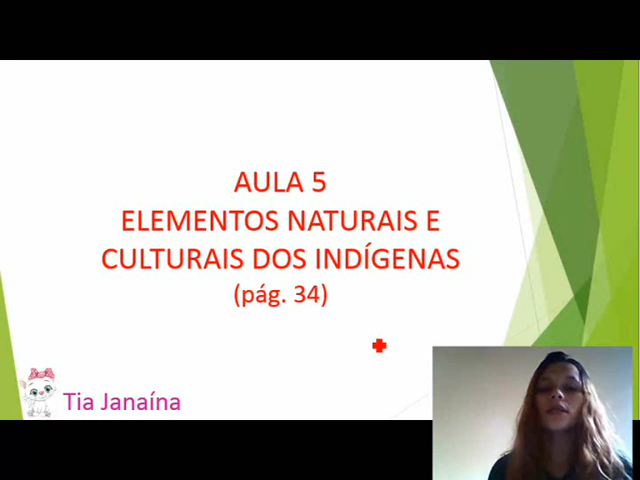 AULA 5
ELEMENTOS NATURAIS E
CULTURAIS DOS INDÍGENAS
(pág. 34)
Tia Janaína